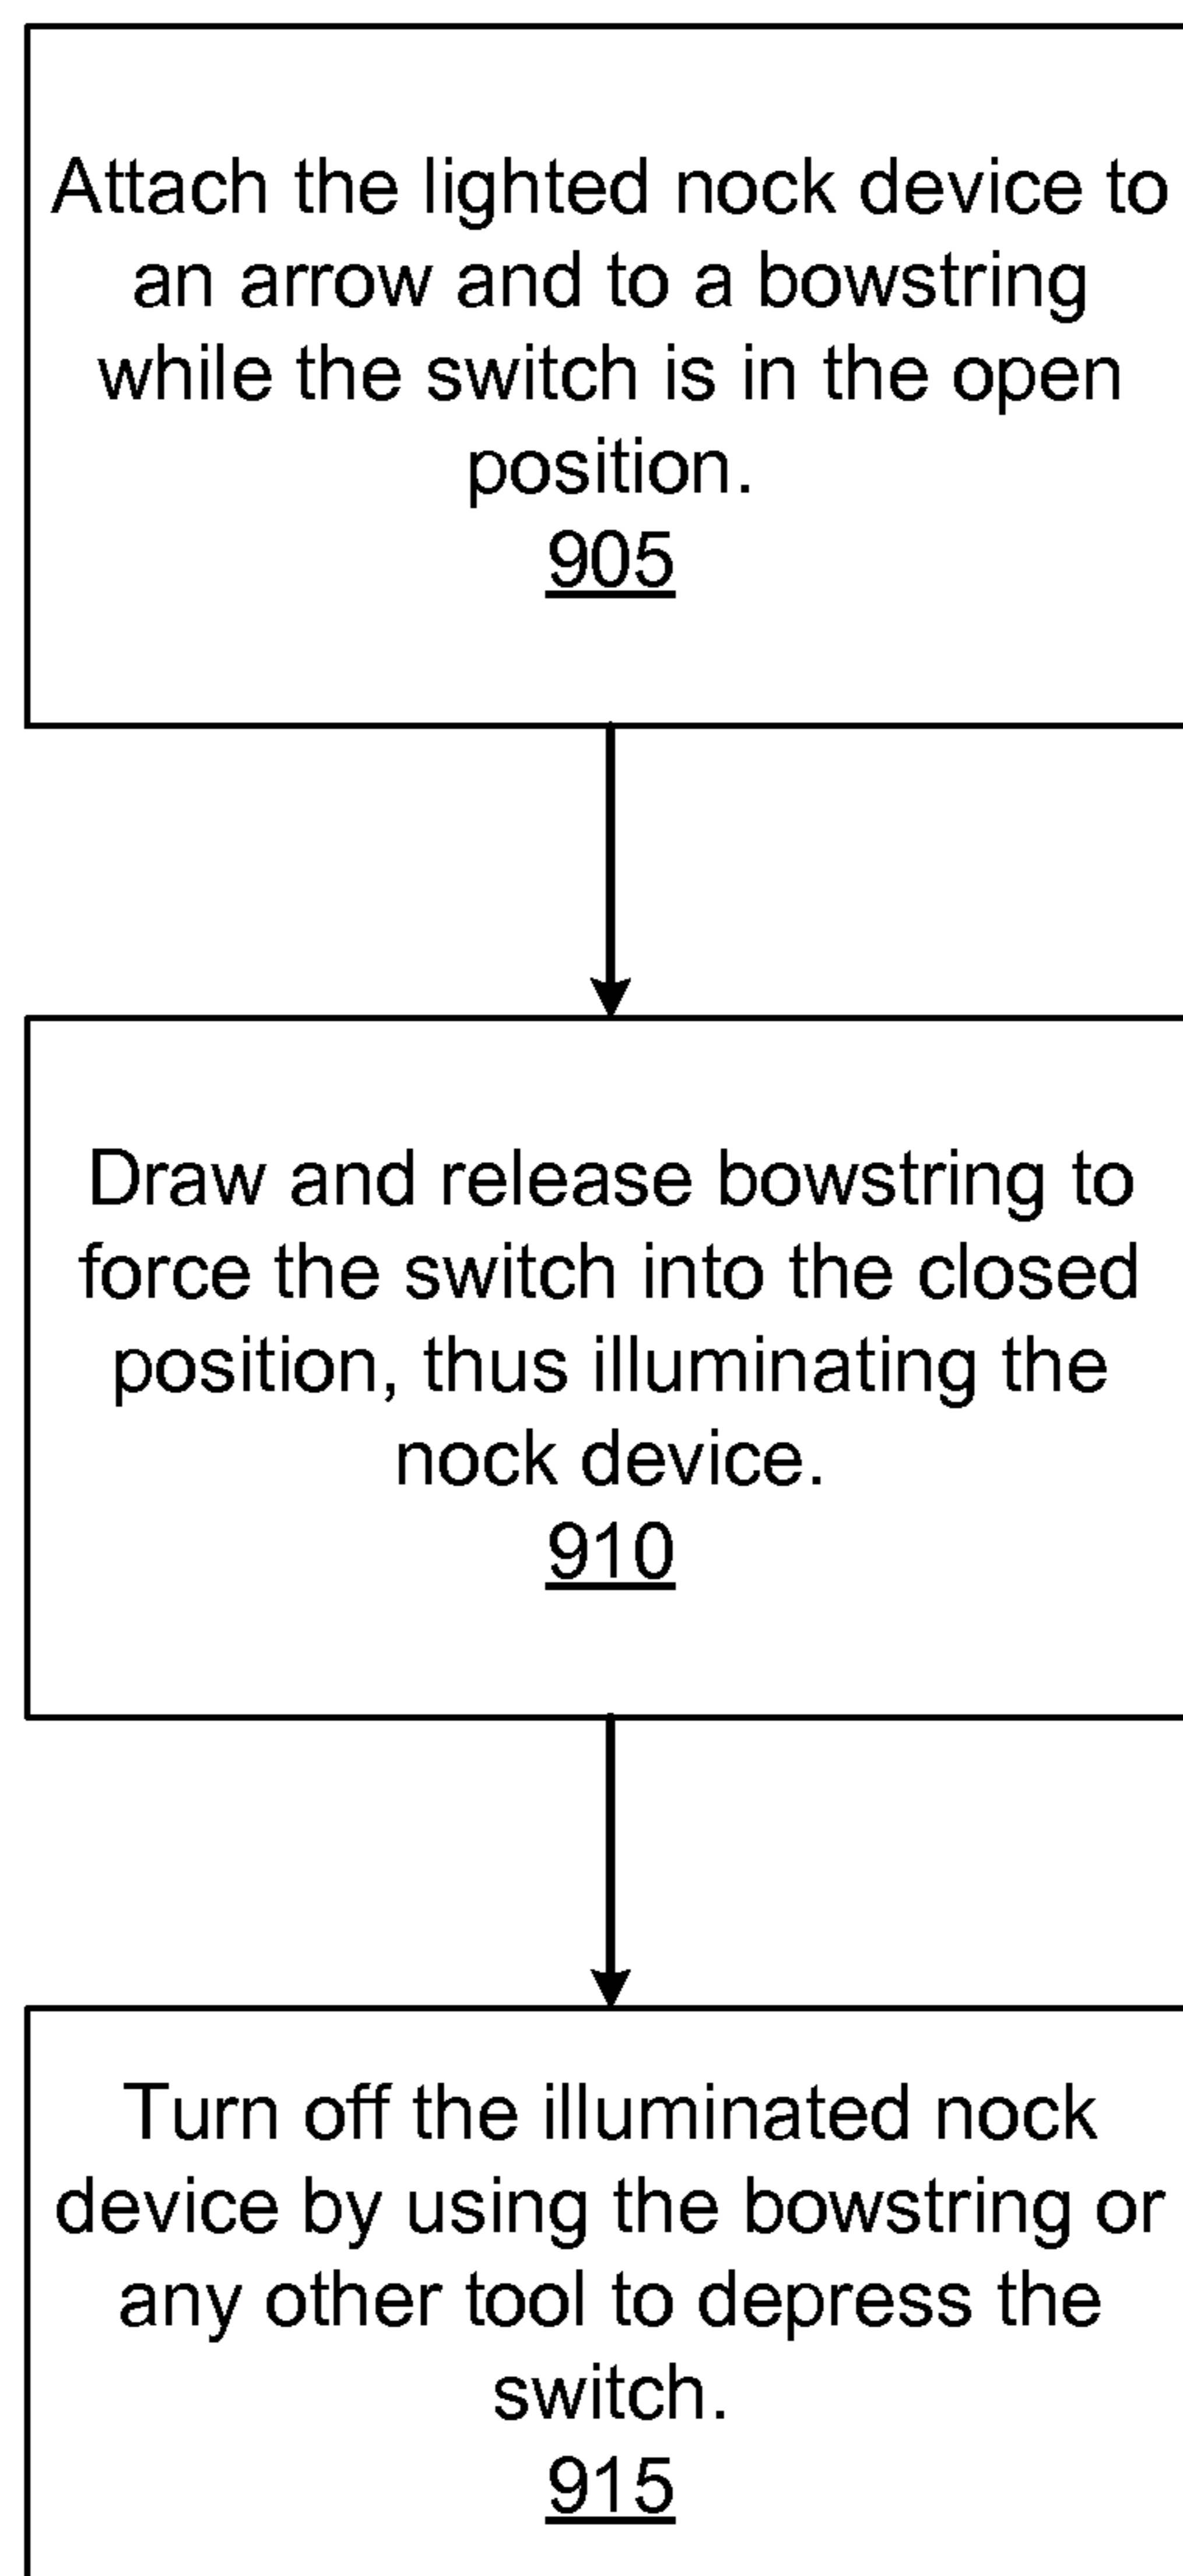 Attach the lighted nock device to
an arrow and to a bowstring
while the switch is in the open
position.
905
Draw and release bowstring to
force the switch into the closed
position, thus illuminating the
nock device.
910
Turn off the illuminated nock
device by using the bowstring or
any other tool to depress the
switch.
915